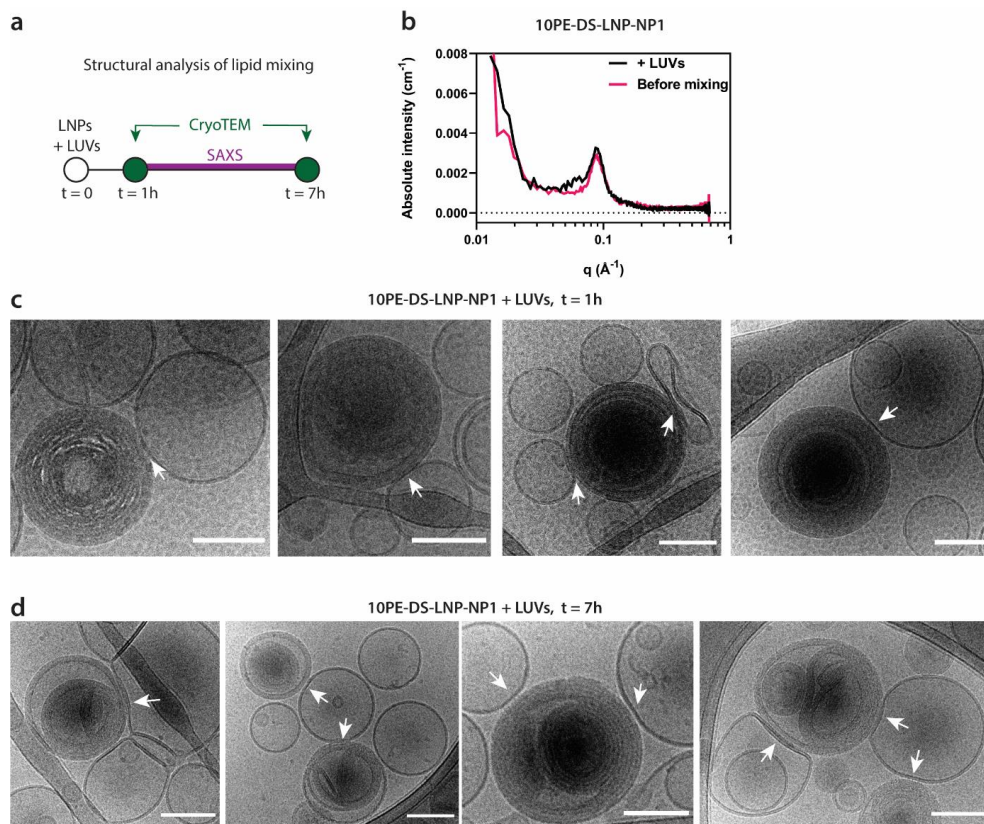 a
Structural analysis of lipid mixing
LNPs
+ LUVs
CryoTEM
SAXS
t = 0
t = 1h
t = 7h
b
10PE-DS-LNP-NP1
+ LUVs
Before mixing
Absolute intensity (cm⁻¹)
0.008
0.006
0.004
0.002
0.000
0.01
0.1
1
q (Å⁻¹)
c
10PE-DS-LNP-NP1 + LUVs, t = 1h
d
10PE-DS-LNP-NP1 + LUVs, t = 7h